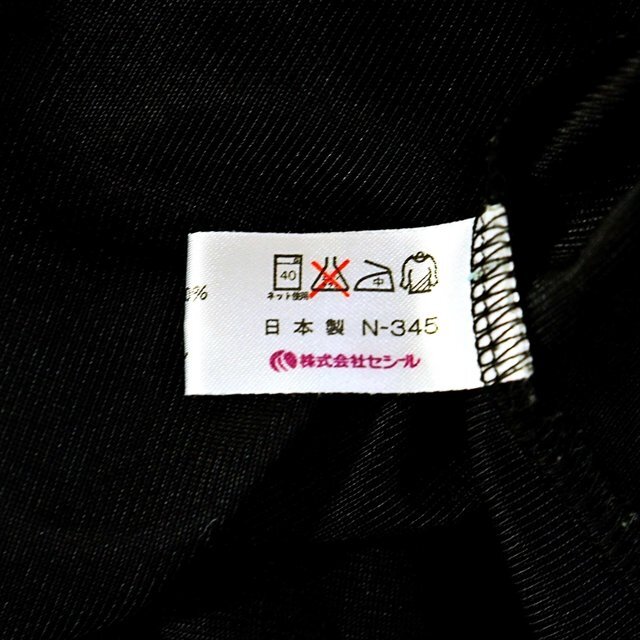 40
中
ネット使用
%
日本製 N-345
株式会社セシール